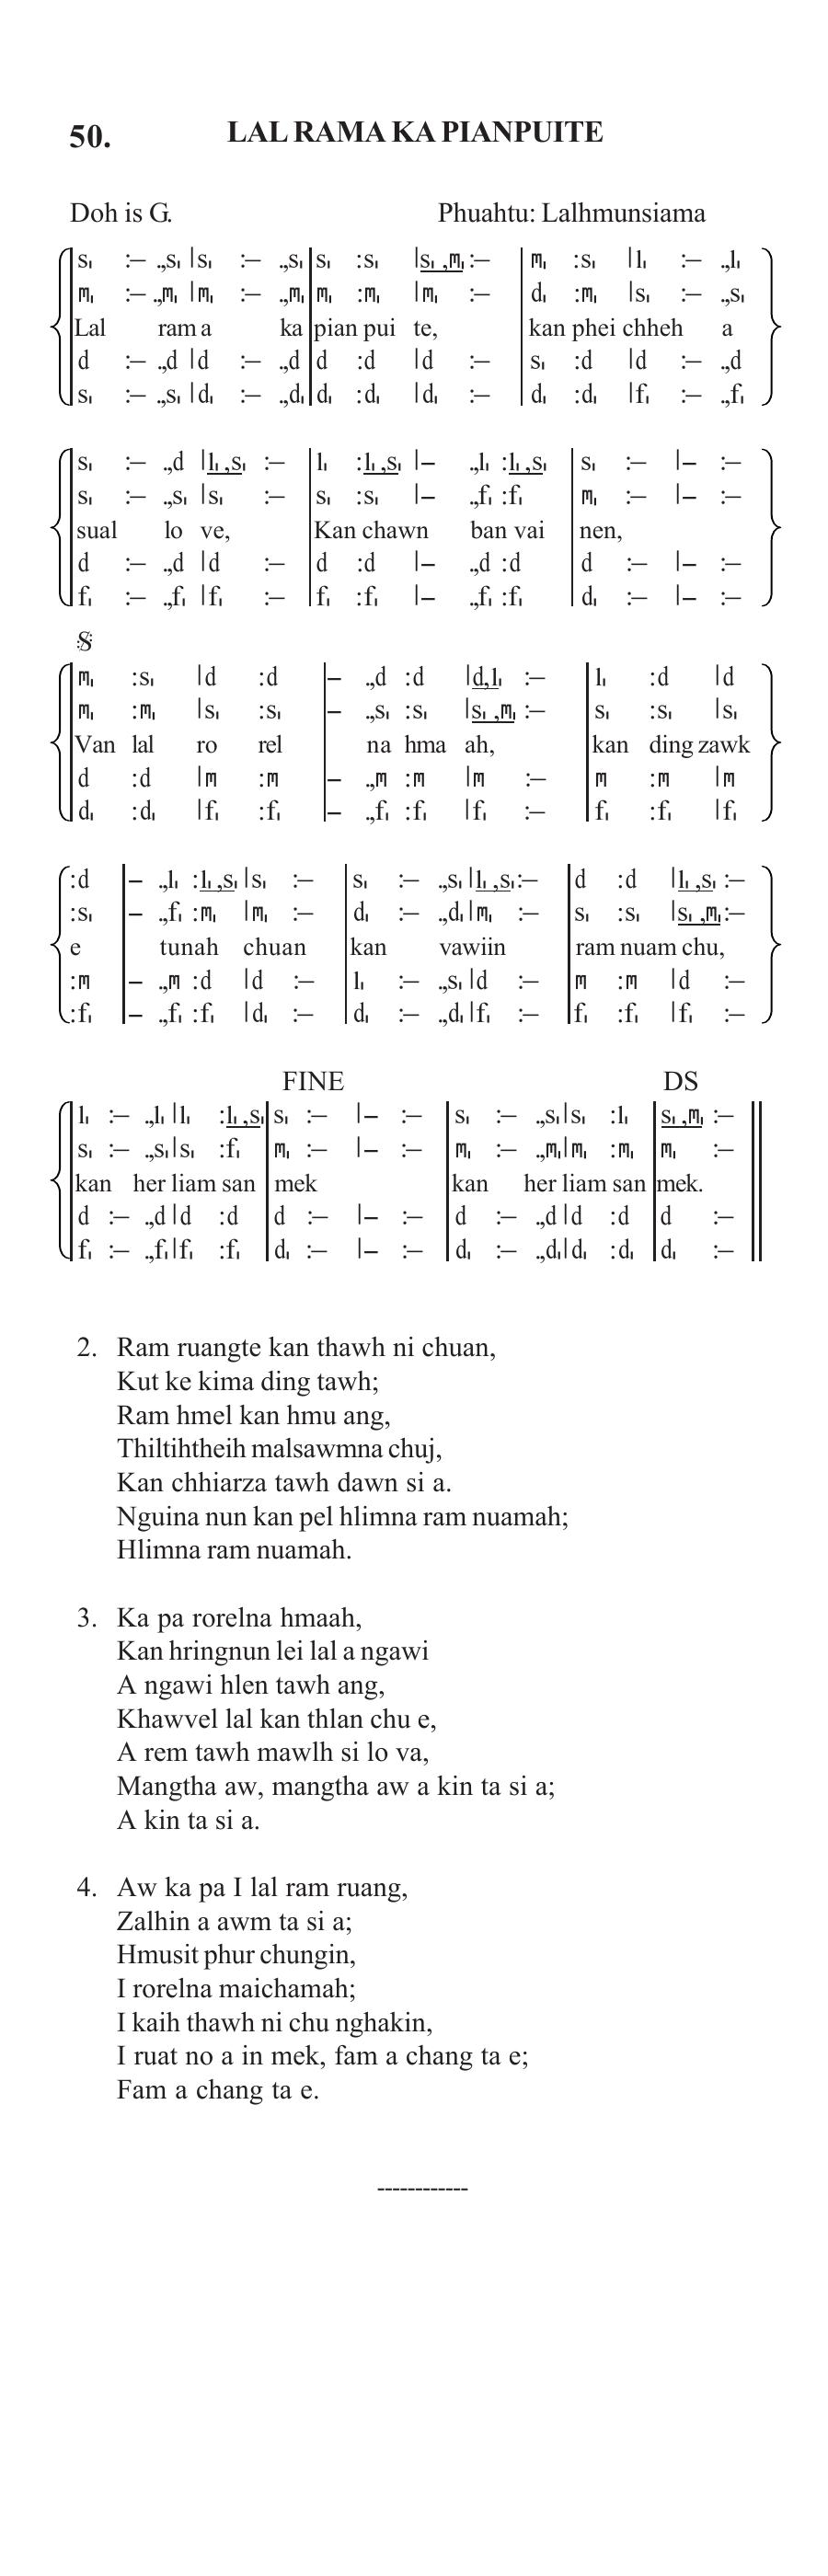 50. LAL RAMA KA PIANPUITE
Doh is G. Phuahtu: Lalhmunsiama
s, :– .,s, |s, :– .,s, | s, :s, |s, ,m, :– | m, :s, |l, :– .,l,
m, :– .,m, |m, :– .,m, | m, :m, |m, :– | d, :m, |s, :– .,s,
Lal ram a ka pian pui te, kan phei chheh a
d :– .,d |d :– .,d | d :d |d :– | s, :d |d :– .,d
s, :– .,s, |d, :– .,d, | d, :d, |d, :– | d, :d, |f, :– .,f,
s, :– .,d |l, ,s, :– | l, :l, ,s, |– .,l, :l, ,s, | s, :– |– :–
s, :– .,s, |s, :– | s, :s, |– .,f, :f, | m, :– |– :–
sual lo ve, Kan chawn ban vai nen,
d :– .,d |d :– | d :d |– .,d :d | d :– |– :–
f, :– .,f, |f, :– | f, :f, |– .,f, :f, | d, :– |– :–
𝄋
m, :s, |d :d | – .,d :d |d,l, :– | l, :d |d
m, :m, |s, :s, | – .,s, :s, |s, ,m, :– | s, :s, |s,
Van lal ro rel na hma ah, kan ding zawk
d :d |m :m | – .,m :m |m :– | m :m |m
d, :d, |f, :f, | – .,f, :f, |f, :– | f, :f, |f,
:d | – .,l, :l, ,s, |s, :– | s, :– .,s, |l, ,s, :– | d :d |l, ,s, :–
:s, | – .,f, :m, |m, :– | d, :– .,d, |m, :– | s, :s, |s, ,m, :–
e tunah chuan kan vawiin ram nuam chu,
:m | – .,m :d |d :– | l, :– .,s, |d :– | m :m |d :–
:f, | – .,f, :f, |d, :– | d, :– .,d, |f, :– | f, :f, |f, :–
FINE DS
l, :– .,l, |l, :l, ,s, | s, :– |– :– | s, :– .,s, |s, :l, | s, ,m, :–
s, :– .,s, |s, :f, | m, :– |– :– | m, :– .,m, |m, :m, | m, :–
kan her liam san mek kan her liam san mek.
d :– .,d |d :d | d :– |– :– | d :– .,d |d :d | d :–
f, :– .,f, |f, :f, | d, :– |– :– | d, :– .,d, |d, :d, | d, :–
2. Ram ruangte kan thawh ni chuan,
Kut ke kima ding tawh;
Ram hmel kan hmu ang,
Thiltihtheih malsawmna chuj,
Kan chhiarza tawh dawn si a.
Nguina nun kan pel hlimna ram nuamah;
Hlimna ram nuamah.
3. Ka pa rorelna hmaah,
Kan hringnun lei lal a ngawi
A ngawi hlen tawh ang,
Khawvel lal kan thlan chu e,
A rem tawh mawlh si lo va,
Mangtha aw, mangtha aw a kin ta si a;
A kin ta si a.
4. Aw ka pa I lal ram ruang,
Zalhin a awm ta si a;
Hmusit phur chungin,
I rorelna maichamah;
I kaih thawh ni chu nghakin,
I ruat no a in mek, fam a chang ta e;
Fam a chang ta e.
------------